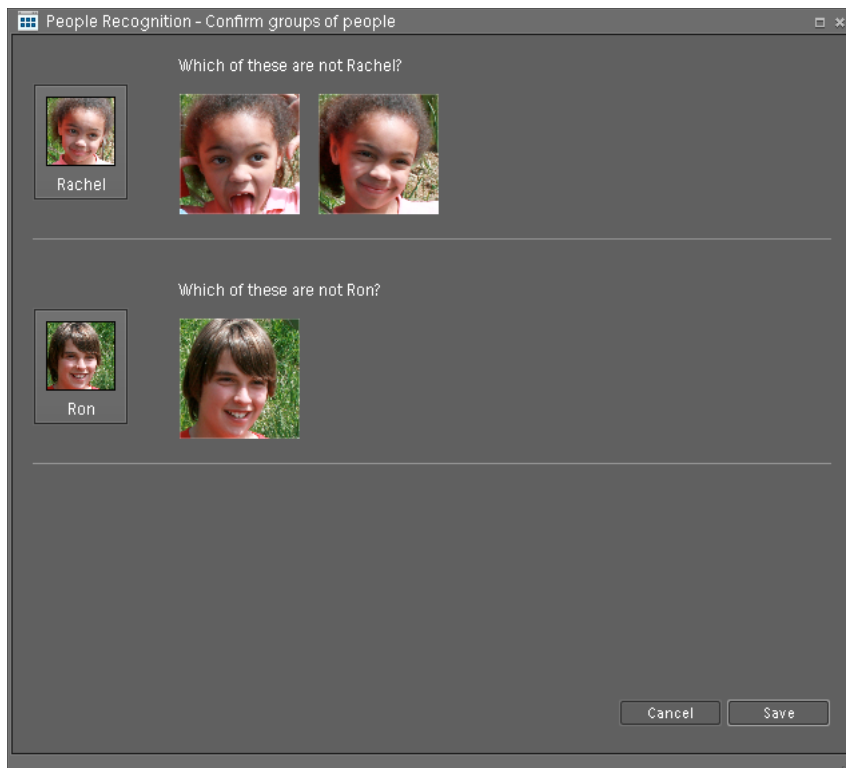 People Recognition - Confirm groups of people
Which of these are not Rachel?
Rachel
Which of these are not Ron?
Ron
Cancel Save